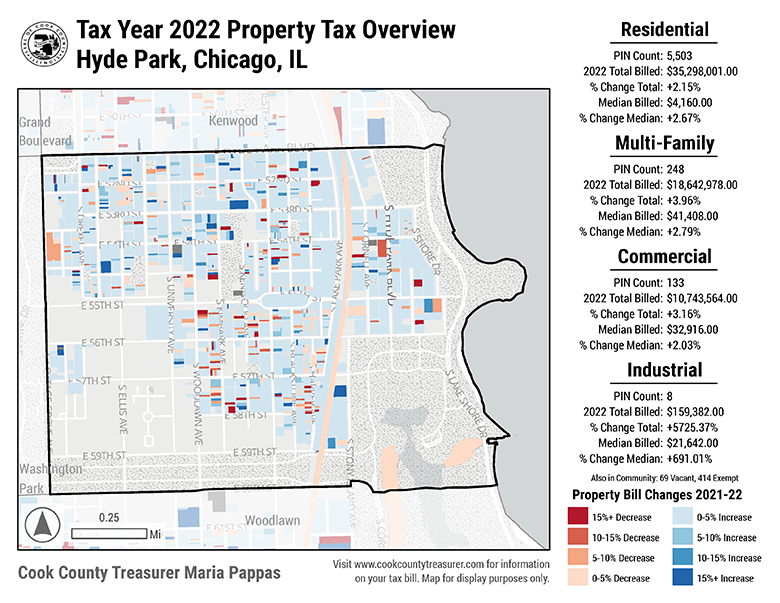 Tax Year 2022 Property Tax Overview
Hyde Park, Chicago, IL
Grand
Boulevard
Kenwood
E 53RD ST
E 53RD ST
E 55TH ST
E 56TH ST
E 57TH ST
E 58TH ST
E 59TH ST
E 59TH ST
E 61ST ST
S ELLIS AVE
S UNIVERSITY AVE
S WOODLAWN AVE
S LAKE PARK AVE
S HYDE PARK BLVD
S SHORE DR
S LAKE SHORE DR
Washington
Park
Woodlawn
0.25
Mi
Cook County Treasurer Maria Pappas
Visit www.cookcountytreasurer.com for information
on your tax bill. Map for display purposes only.
Residential
PIN Count: 5,503
2022 Total Billed: $35,298,001.00
% Change Total: +2.15%
Median Billed: $4,160.00
% Change Median: +2.67%
Multi-Family
PIN Count: 248
2022 Total Billed: $18,642,978.00
% Change Total: +3.96%
Median Billed: $41,408.00
% Change Median: +2.79%
Commercial
PIN Count: 133
2022 Total Billed: $10,743,564.00
% Change Total: +3.16%
Median Billed: $32,916.00
% Change Median: +2.03%
Industrial
PIN Count: 8
2022 Total Billed: $159,382.00
% Change Total: +5725.37%
Median Billed: $21,642.00
% Change Median: +691.01%
Also in Community: 69 Vacant, 414 Exempt
Property Bill Changes 2021-22
15%+ Decrease
10-15% Decrease
5-10% Decrease
0-5% Decrease
0-5% Increase
5-10% Increase
10-15% Increase
15%+ Increase